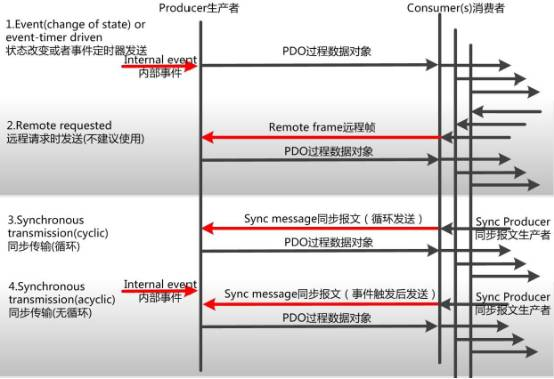 Producer生产者
Consumer(s)消费者
1.Event(change of state) or
event-timer driven
状态改变或者事件定时器发送
Internal event
内部事件
PDO过程数据对象
2.Remote requested
远程请求时发送(不建议使用)
Remote frame远程帧
PDO过程数据对象
3.Synchronous
transmission(cyclic)
同步传输(循环)
Sync message同步报文（循环发送）
Sync Producer
同步报文生产者
PDO过程数据对象
4.Synchronous
transmission(acyclic)
同步传输(无循环)
Internal event
内部事件
Sync message同步报文（事件触发后发送）
Sync Producer
同步报文生产者
PDO过程数据对象